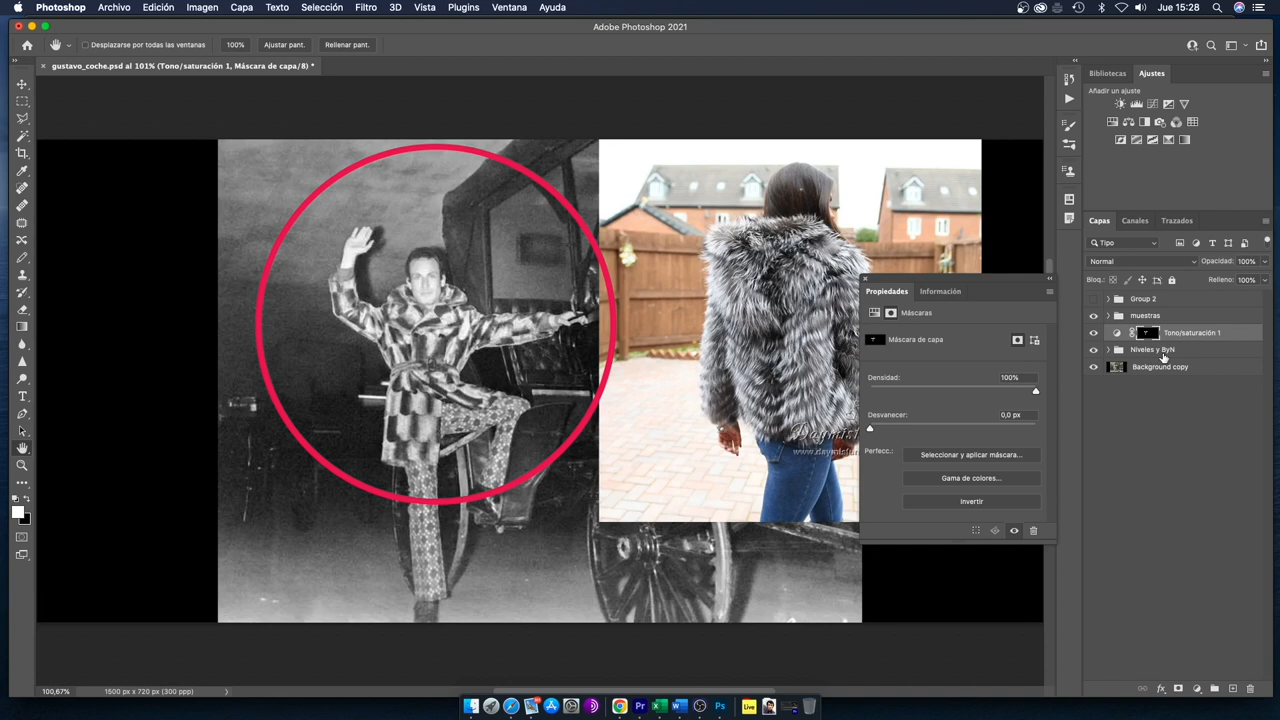 Photoshop Archivo Edición Imagen Capa Texto Selección Filtro 3D Vista Plugins Ventana Ayuda Jue 15:28
Adobe Photoshop 2021
Desplazarse por todas las ventanas 100% Ajustar pant. Rellenar pant.
gustavo_coche.psd al 101% (Tono/saturación 1, Máscara de capa/8) *
Bibliotecas Ajustes
Añadir un ajuste
Capas Canales Trazados
Tipo
Normal Opacidad: 100%
Bloq.: Relleno: 100%
Group 2
muestras
Tono/saturación 1
Niveles y ByN
Background copy
Propiedades Información
Máscaras
Máscara de capa
Densidad: 100%
Desvanecer: 0,0 px
Perfecc.: Seleccionar y aplicar máscara...
Gama de colores...
Invertir
100,67% 1500 px x 720 px (300 ppp)
Live